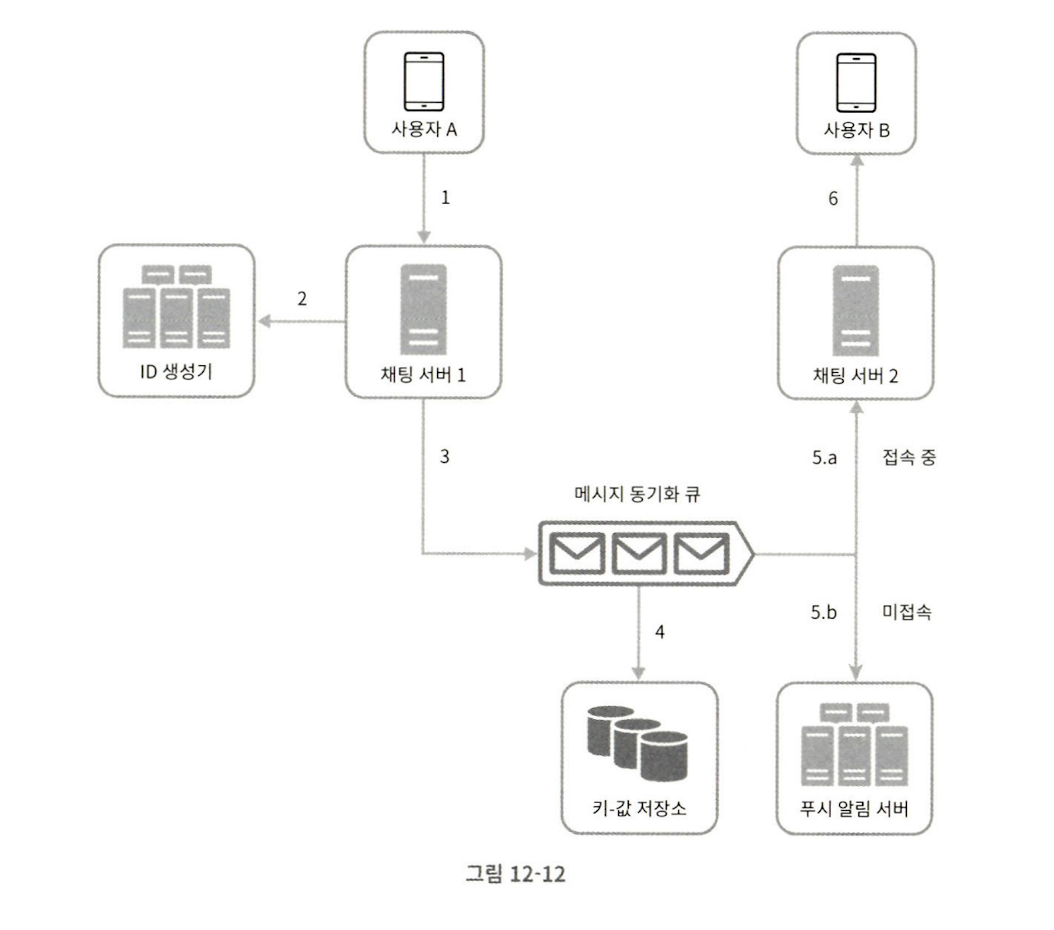 사용자 A
사용자 B
1
6
2
ID 생성기
채팅 서버 1
채팅 서버 2
3
5.a
접속 중
메시지 동기화 큐
5.b
미접속
4
키-값 저장소
푸시 알림 서버
그림 12-12